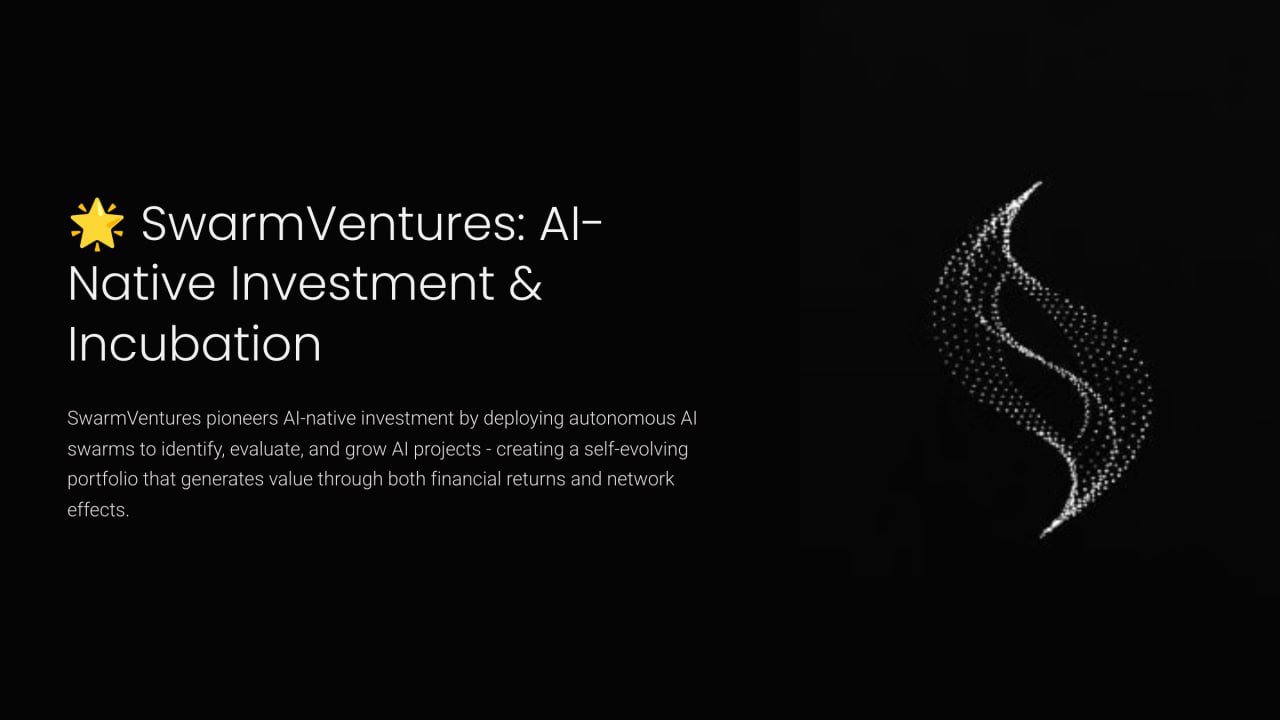 🌟 SwarmVentures: AI-
Native Investment &
Incubation
SwarmVentures pioneers AI-native investment by deploying autonomous AI
swarms to identify, evaluate, and grow AI projects - creating a self-evolving
portfolio that generates value through both financial returns and network
effects.